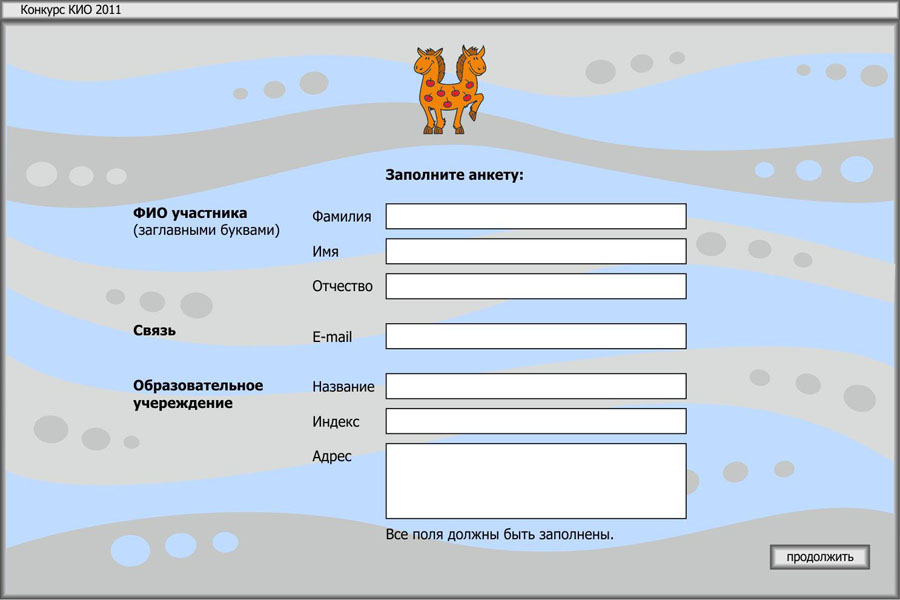 Конкурс КИО 2011
Заполните анкету:
ФИО участника
(заглавными буквами)
Фамилия
Имя
Отчество
Связь
E-mail
Образовательное
учереждение
Название
Индекс
Адрес
Все поля должны быть заполнены.
продолжить